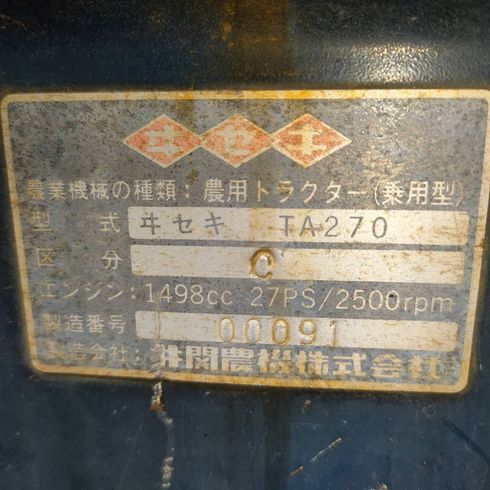 ヰセキ
農業機械の種類：農用トラクター（乗用型）
型式 ヰセキ TA270
区分 C
エンジン：1498cc 27PS/2500rpm
製造番号 00091
製造会社：井関農機株式会社